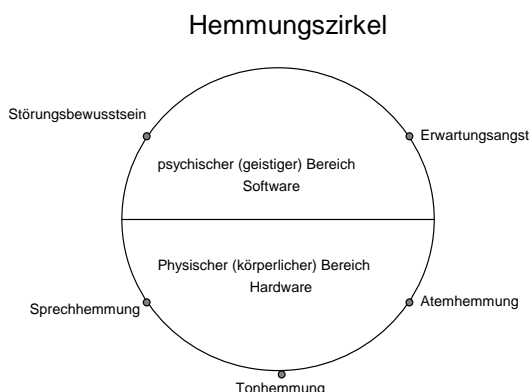 Hemmungszirkel
Störungsbewusstsein
Erwartungsangst
psychischer (geistiger) Bereich
Software
Physischer (körperlicher) Bereich
Hardware
Sprechhemmung
Atemhemmung
Tonhemmung